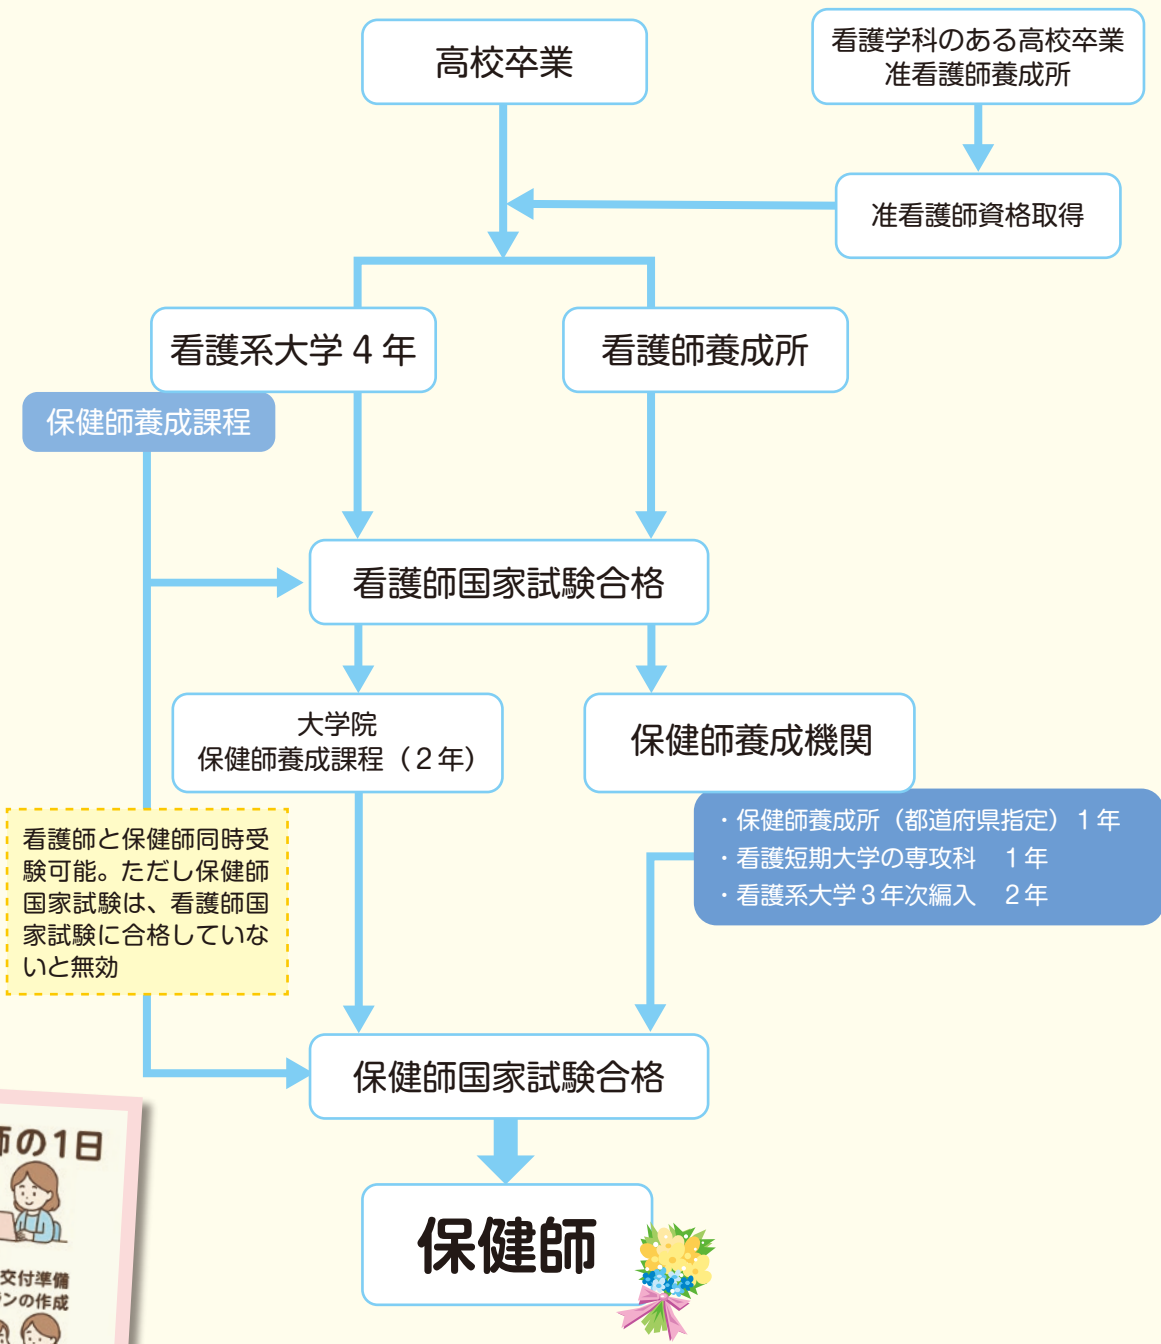 高校卒業
看護学科のある高校卒業
准看護師養成所
准看護師資格取得
看護系大学４年
看護師養成所
保健師養成課程
看護師国家試験合格
大学院
保健師養成課程（２年）
保健師養成機関
・保健師養成所（都道府県指定）１年
・看護短期大学の専攻科　１年
・看護系大学３年次編入　２年
看護師と保健師同時受
験可能。ただし保健師
国家試験は、看護師国
家試験に合格していな
いと無効
保健師国家試験合格
保健師
師の1日
交付準備
ンの作成